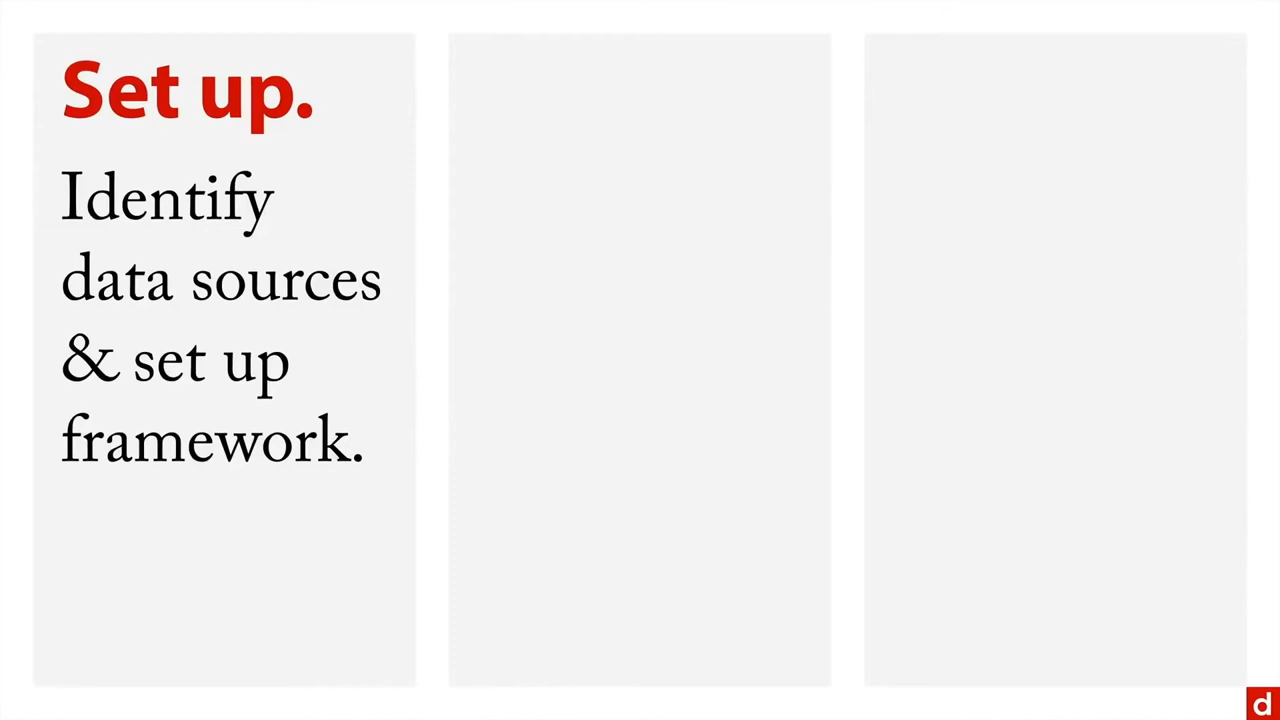 Set up.
Identify
data sources
& set up
framework.
d